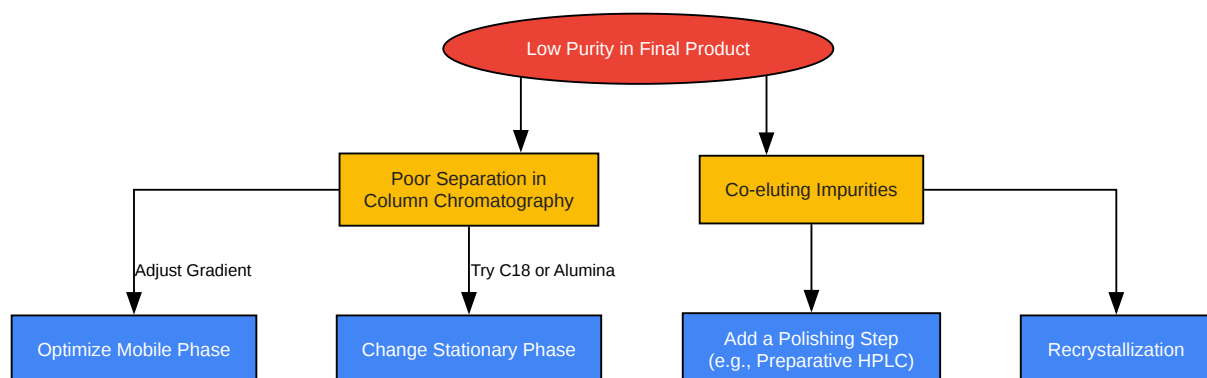 Low Purity in Final Product
Poor Separation in
Column Chromatography
Co-eluting Impurities
Adjust Gradient
Try C18 or Alumina
Optimize Mobile Phase
Change Stationary Phase
Add a Polishing Step
(e.g., Preparative HPLC)
Recrystallization